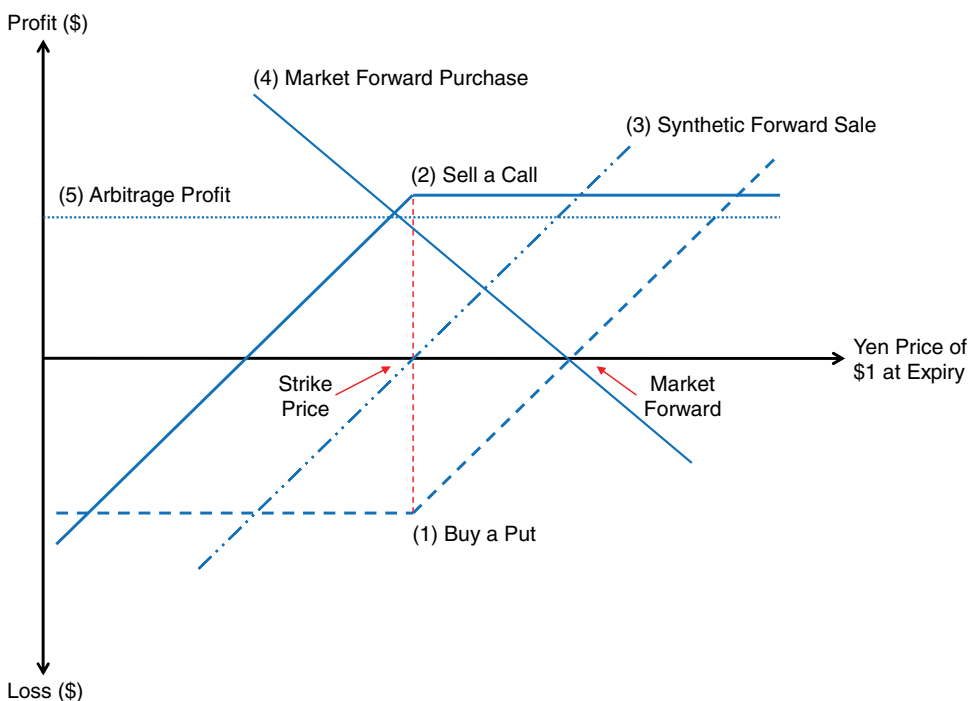 Profit ($)
(4) Market Forward Purchase
(3) Synthetic Forward Sale
(2) Sell a Call
(5) Arbitrage Profit
Yen Price of
$1 at Expiry
Strike
Price
Market
Forward
(1) Buy a Put
Loss ($)